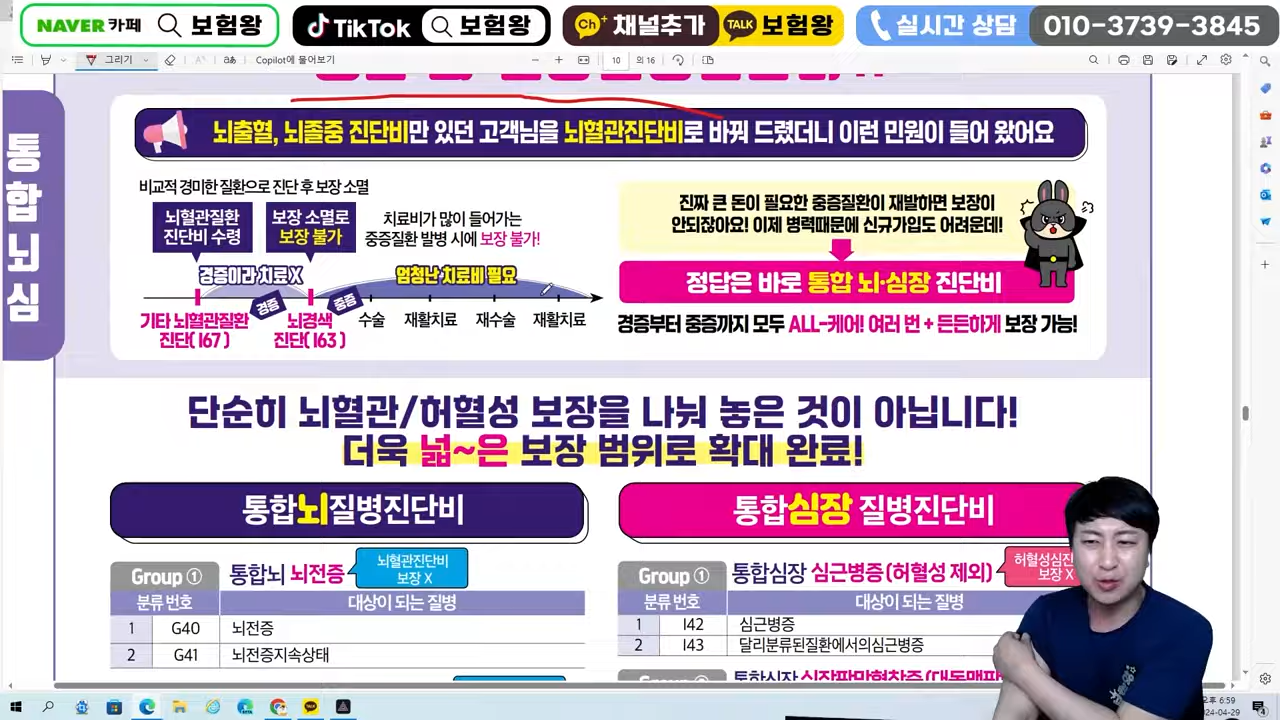 NAVER 카페 보험왕
TikTok 보험왕
Ch+ 채널추가 TALK 보험왕
실시간 상담 010-3739-3845
그리기
Copilot에 물어보기
10 의 16
통합뇌심
뇌출혈, 뇌졸중 진단비만 있던 고객님을 뇌혈관진단비로 바꿔 드렸더니 이런 민원이 들어 왔어요
비교적 경미한 질환으로 진단 후 보장 소멸
뇌혈관질환
진단비 수령
보장 소멸로
보장 불가
치료비가 많이 들어가는
중증질환 발병 시에 보장 불가!
경증이라 치료 X
엄청난 치료비 필요
경증
중증
기타 뇌혈관질환
진단( I67 )
뇌경색
진단( I63 )
수술
재활치료
재수술
재활치료
진짜 큰 돈이 필요한 중증질환이 재발하면 보장이
안되잖아요! 이제 병력때문에 신규가입도 어려운데!
정답은 바로 통합 뇌·심장 진단비
경증부터 중증까지 모두 ALL-케어! 여러 번 + 든든하게 보장 가능!
단순히 뇌혈관/허혈성 보장을 나눠 놓은 것이 아닙니다!
더욱 넓~은 보장 범위로 확대 완료!
통합뇌질병진단비
Group ① 통합뇌 뇌전증
뇌혈관진단비
보장 X
분류 번호 대상이 되는 질병
1 G40 뇌전증
2 G41 뇌전증지속상태
통합심장 질병진단비
Group ① 통합심장 심근병증(허혈성 제외)
허혈성심진
보장 X
분류 번호 대상이 되는 질병
1 I42 심근병증
2 I43 달리분류된질환에서의심근병증
오후 6:59
2024-04-29